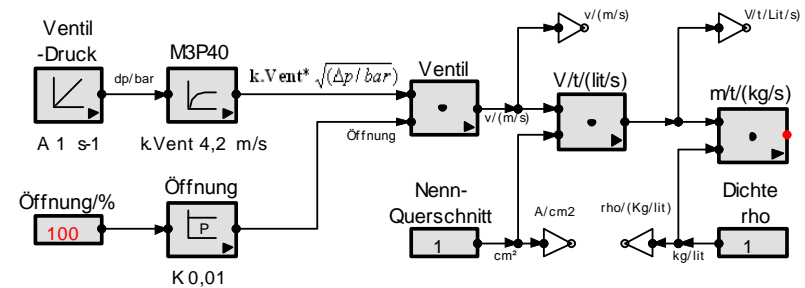 Ventil
-Druck
dp/bar
A 1 s-1
M3P40
k.Vent 4,2 m/s
k.Vent* √(Δp / bar)
Öffnung
Ventil
v/(m/s)
v/(m/s)
V/t/(lit/s)
V/t/Lit/s)
m/t/(kg/s)
Öffnung/%
100
Öffnung
P
K 0,01
Nenn-
Querschnitt
1
cm²
A/cm2
rho/(Kg/lit)
kg/lit
Dichte
rho
1